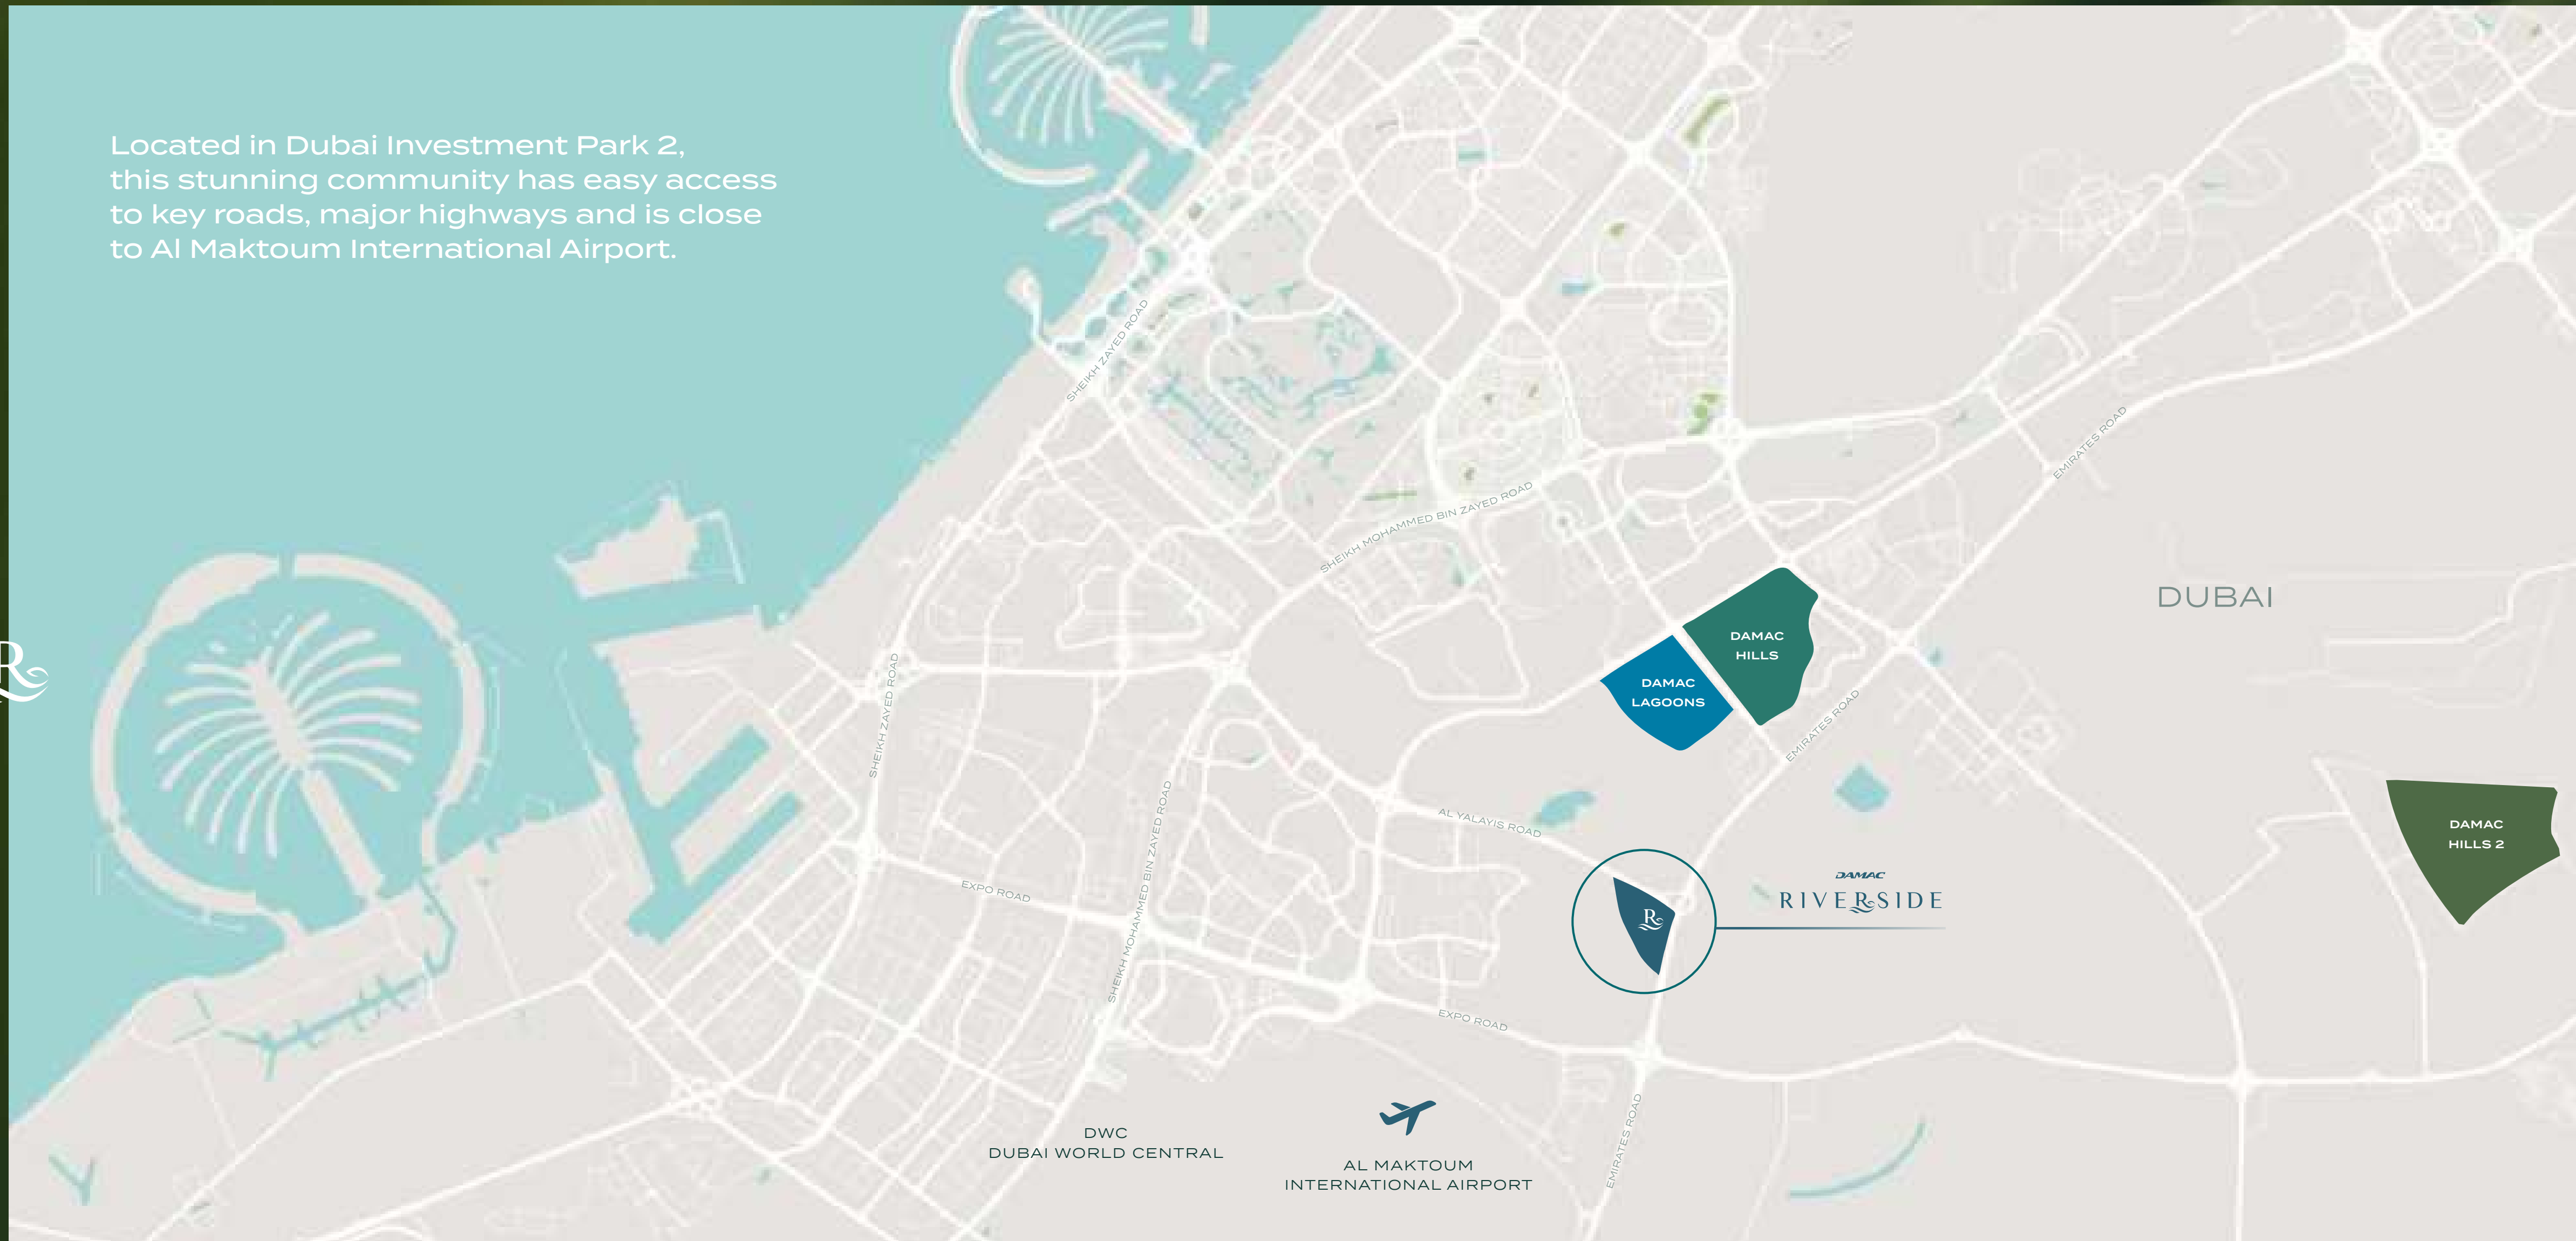 Located in Dubai Investment Park 2,
this stunning community has easy access
to key roads, major highways and is close
to Al Maktoum International Airport.
SHEIKH ZAYED ROAD
EMIRATES ROAD
SHEIKH MOHAMMED BIN ZAYED ROAD
DUBAI
DAMAC
HILLS
DAMAC
LAGOONS
R
SHEIKH ZAYED ROAD
EMIRATES ROAD
SHEIKH MOHAMMED BIN ZAYED ROAD
AL YALAYIS ROAD
DAMAC
HILLS 2
EXPO ROAD
DAMAC
RIVERSIDE
R
EXPO ROAD
EMIRATES ROAD
DWC
DUBAI WORLD CENTRAL
AL MAKTOUM
INTERNATIONAL AIRPORT